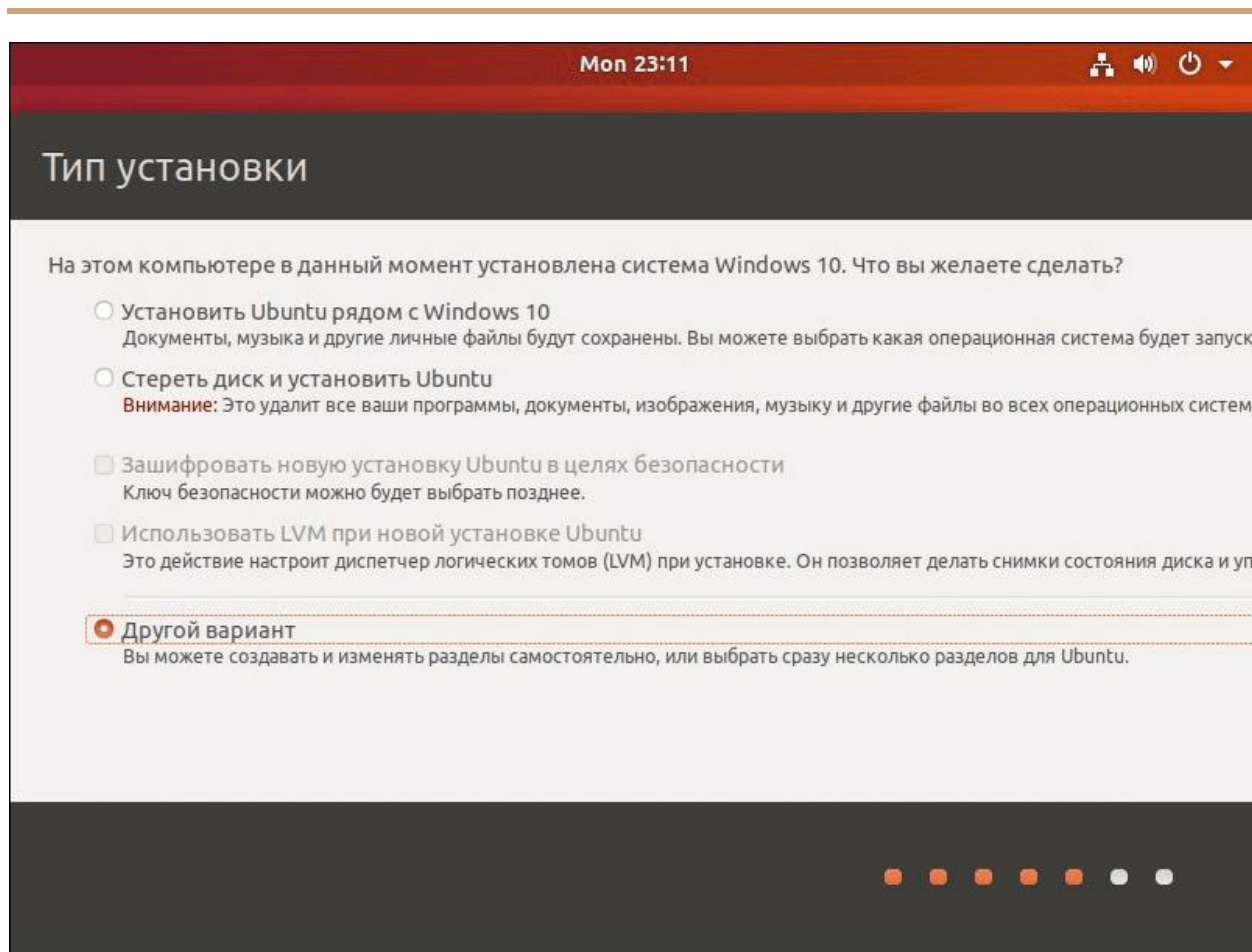 Mon 23:11
Тип установки
На этом компьютере в данный момент установлена система Windows 10. Что вы желаете сделать?
Установить Ubuntu рядом с Windows 10
Документы, музыка и другие личные файлы будут сохранены. Вы можете выбрать какая операционная система будет запуск
Стереть диск и установить Ubuntu
Внимание: Это удалит все ваши программы, документы, изображения, музыку и другие файлы во всех операционных систем
Зашифровать новую установку Ubuntu в целях безопасности
Ключ безопасности можно будет выбрать позднее.
Использовать LVM при новой установке Ubuntu
Это действие настроит диспетчер логических томов (LVM) при установке. Он позволяет делать снимки состояния диска и уп
Другой вариант
Вы можете создавать и изменять разделы самостоятельно, или выбрать сразу несколько разделов для Ubuntu.